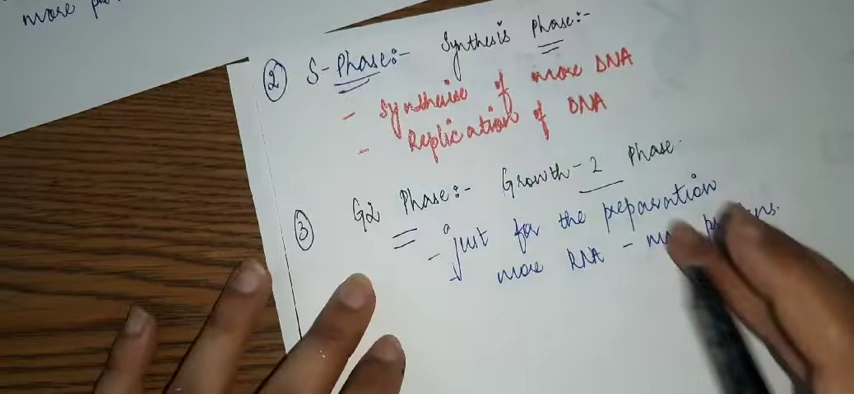 more
② S-Phase:- Synthesis Phase:-
- Synthesise of more DNA
- Replication of DNA
③ G2 Phase:- Growth-2 Phase.
- just for the preparation
more RNA -